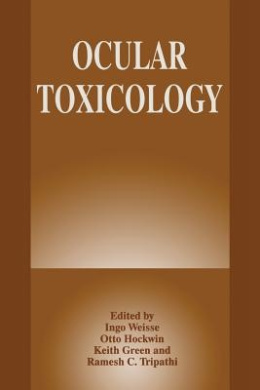 OCULAR
TOXICOLOGY
Edited by
Ingo Weisse
Otto Hockwin
Keith Green and
Ramesh C. Tripathi